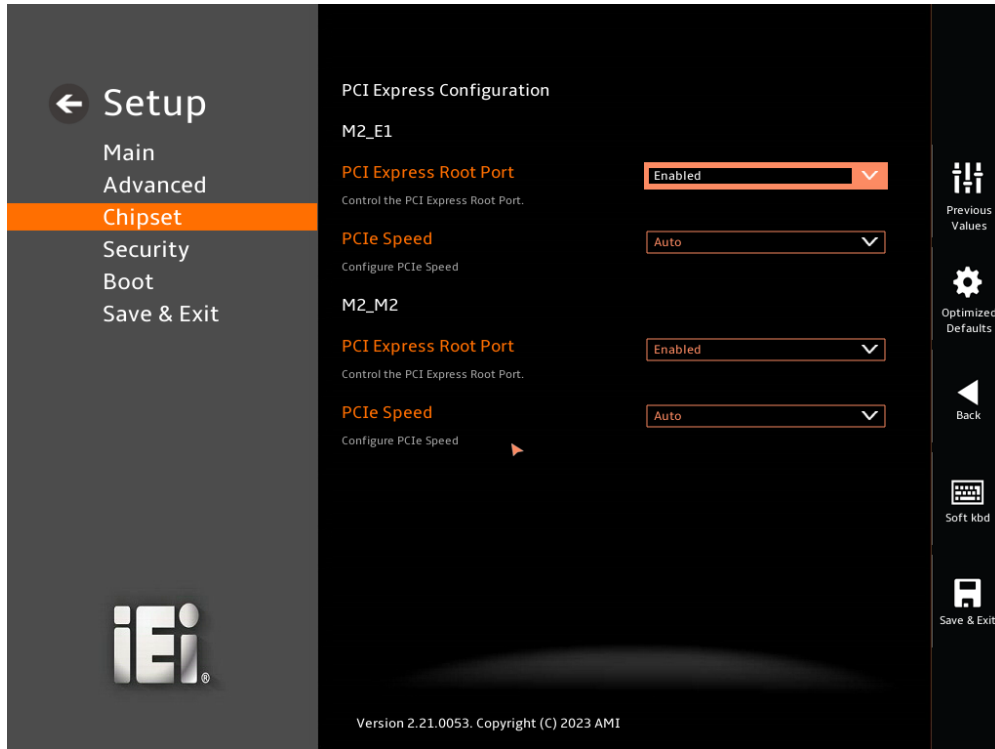 Setup
Main
Advanced
Chipset
Security
Boot
Save & Exit
iEi®
PCI Express Configuration
M2_E1
PCI Express Root Port
Enabled
Control the PCI Express Root Port.
PCIe Speed
Auto
Configure PCIe Speed
M2_M2
PCI Express Root Port
Enabled
Control the PCI Express Root Port.
PCIe Speed
Auto
Configure PCIe Speed
Version 2.21.0053. Copyright (C) 2023 AMI
Previous
Values
Optimized
Defaults
Back
Soft kbd
Save & Exit